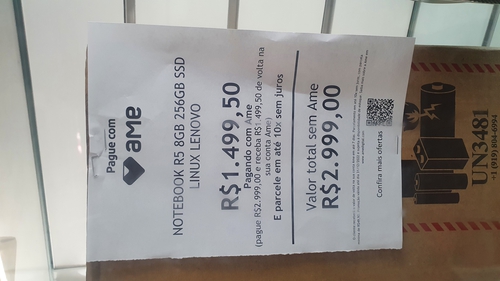 Pague com
ame
NOTEBOOK R5 8GB 256GB SSD
LINUX LENOVO
R$1.499,50
Pagando com Ame
(pague R$2.999,00 e receba R$1.499,50 de volta na
sua conta Ame)
E parcele em até 10x sem juros
Valor total sem Ame
R$2.999,00
Confira mais ofertas
UN3481